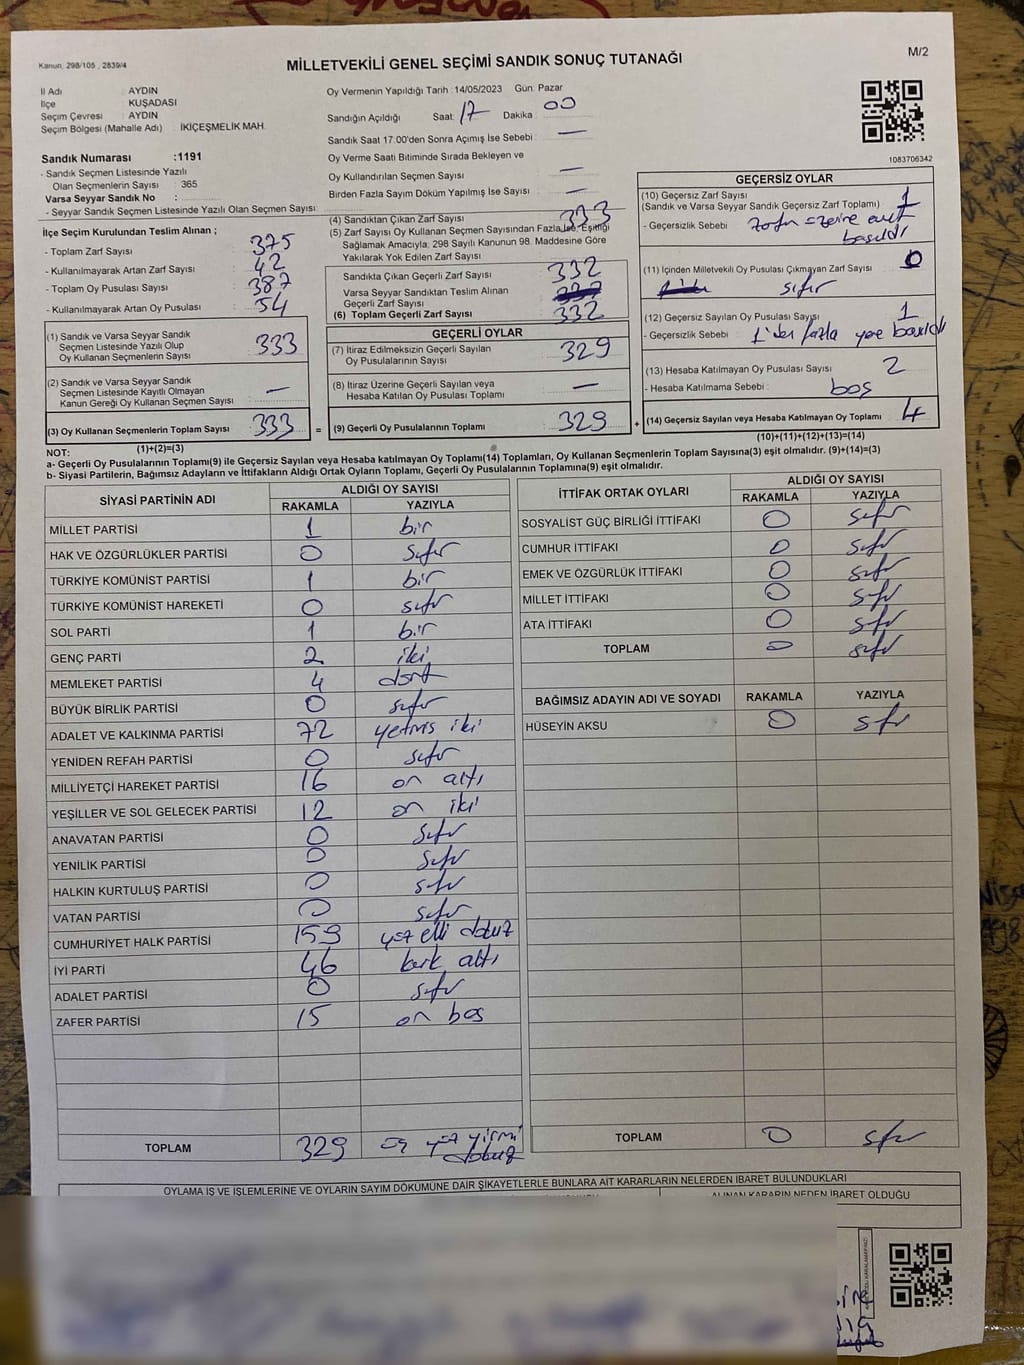 Kanun, 298/105 , 2839/4
MİLLETVEKİLİ GENEL SEÇİMİ SANDIK SONUÇ TUTANAĞI
M/2
İl Adı AYDIN
İlçe KUŞADASI
Seçim Çevresi AYDIN
Seçim Bölgesi (Mahalle Adı) : İKİÇEŞMELİK MAH.
Sandık Numarası :1191
- Sandık Seçmen Listesinde Yazılı
Olan Seçmenlerin Sayısı : 365
Varsa Seyyar Sandık No :
- Seyyar Sandık Seçmen Listesinde Yazılı Olan Seçmen Sayısı:
Oy Vermenin Yapıldığı Tarih :14/05/2023 Gün: Pazar
Sandığın Açıldığı Saat: 17 Dakika : 00
Sandık Saat 17.00'den Sonra Açımış İse Sebebi : —
Oy Verme Saati Bitiminde Sırada Bekleyen ve
Oy Kullandırılan Seçmen Sayısı : —
Birden Fazla Sayım Döküm Yapılmış İse Sayısı : —
1083706342
İlçe Seçim Kurulundan Teslim Alınan ;
- Toplam Zarf Sayısı : 375
- Kullanılmayarak Artan Zarf Sayısı : 42
- Toplam Oy Pusulası Sayısı : 387
- Kullanılmayarak Artan Oy Pusulası : 54
(1) Sandık ve Varsa Seyyar Sandık
Seçmen Listesinde Yazılı Olup
Oy Kullanan Seçmenlerin Sayısı : 333
(2) Sandık ve Varsa Seyyar Sandık
Seçmen Listesinde Kayıtlı Olmayan
Kanun Gereği Oy Kullanan Seçmen Sayısı : —
(3) Oy Kullanan Seçmenlerin Toplam Sayısı : 333
(1)+(2)=(3)
(4) Sandıktan Çıkan Zarf Sayısı : 333
(5) Zarf Sayısı Oy Kullanan Seçmen Sayısından Fazla İse, Eşitliği
Sağlamak Amacıyla; 298 Sayılı Kanunun 98. Maddesine Göre
Yakılarak Yok Edilen Zarf Sayısı :
Sandıkta Çıkan Geçerli Zarf Sayısı : 332
Varsa Seyyar Sandıktan Teslim Alınan
Geçerli Zarf Sayısı
(6) Toplam Geçerli Zarf Sayısı : 332
GEÇERLİ OYLAR
(7) İtiraz Edilmeksizin Geçerli Sayılan
Oy Pusulalarının Sayısı : 329
(8) İtiraz Üzerine Geçerli Sayılan veya
Hesaba Katılan Oy Pusulası Toplamı : —
= (9) Geçerli Oy Pusulalarının Toplamı : 329
GEÇERSİZ OYLAR
(10) Geçersiz Zarf Sayısı : 1
(Sandık ve Varsa Seyyar Sandık Geçersiz Zarf Toplamı)
- Geçersizlik Sebebi : zarfın üzerine evet
basıldı
(11) İçinden Milletvekili Oy Pusulası Çıkmayan Zarf Sayısı : 0
sıfır
(12) Geçersiz Sayılan Oy Pusulası Sayısı : 1
- Geçersizlik Sebebi : 1'den fazla yere basıldı
(13) Hesaba Katılmayan Oy Pusulası Sayısı : 2
- Hesaba Katılmama Sebebi : boş
+ (14) Geçersiz Sayılan veya Hesaba Katılmayan Oy Toplamı : 4
(10)+(11)+(12)+(13)=(14)
NOT:
a- Geçerli Oy Pusulalarının Toplamı(9) ile Geçersiz Sayılan veya Hesaba Katılmayan Oy Toplamı(14) Toplamları, Oy Kullanan Seçmenlerin Toplam Sayısına(3) eşit olmalıdır. (9)+(14)=(3)
b- Siyasi Partilerin, Bağımsız Adayların ve İttifakların Aldığı Ortak Oyların Toplamı, Geçerli Oy Pusulalarının Toplamına(9) eşit olmalıdır.
SİYASİ PARTİNİN ADI ALDIĞI OY SAYISI
RAKAMLA YAZIYLA
MİLLET PARTİSİ 1 bir
HAK VE ÖZGÜRLÜKLER PARTİSİ 0 sıfır
TÜRKİYE KOMÜNİST PARTİSİ 1 bir
TÜRKİYE KOMÜNİST HAREKETİ 0 sıfır
SOL PARTİ 1 bir
GENÇ PARTİ 2 iki
MEMLEKET PARTİSİ 4 dört
BÜYÜK BİRLİK PARTİSİ 0 sıfır
ADALET VE KALKINMA PARTİSİ 72 yetmiş iki
YENİDEN REFAH PARTİSİ 0 sıfır
MİLLİYETÇİ HAREKET PARTİSİ 16 on altı
YEŞİLLER VE SOL GELECEK PARTİSİ 12 on iki
ANAVATAN PARTİSİ 0 sıfır
YENİLİK PARTİSİ 0 sıfır
HALKIN KURTULUŞ PARTİSİ 0 sıfır
VATAN PARTİSİ 0 sıfır
CUMHURİYET HALK PARTİSİ 159 yüz elli dokuz
İYİ PARTİ 46 kırk altı
ADALET PARTİSİ 0 sıfır
ZAFER PARTİSİ 15 on beş
TOPLAM 329 üç yüz yirmi
dokuz
İTTİFAK ORTAK OYLARI ALDIĞI OY SAYISI
RAKAMLA YAZIYLA
SOSYALİST GÜÇ BİRLİĞİ İTTİFAKI 0 sıfır
CUMHUR İTTİFAKI 0 sıfır
EMEK VE ÖZGÜRLÜK İTTİFAKI 0 sıfır
MİLLET İTTİFAKI 0 sıfır
ATA İTTİFAKI 0 sıfır
TOPLAM 0 sıfır
BAĞIMSIZ ADAYIN ADI VE SOYADI RAKAMLA YAZIYLA
HÜSEYİN AKSU 0 sıfır
TOPLAM 0 sıfır
OYLAMA İŞ VE İŞLEMLERİNE VE OYLARIN SAYIM DÖKÜMÜNE DAİR ŞİKAYETLERLE BUNLARA AİT KARARLARIN NELERDEN İBARET BULUNDUKLARI
ALINAN KARARIN NEDEN İBARET OLDUĞU